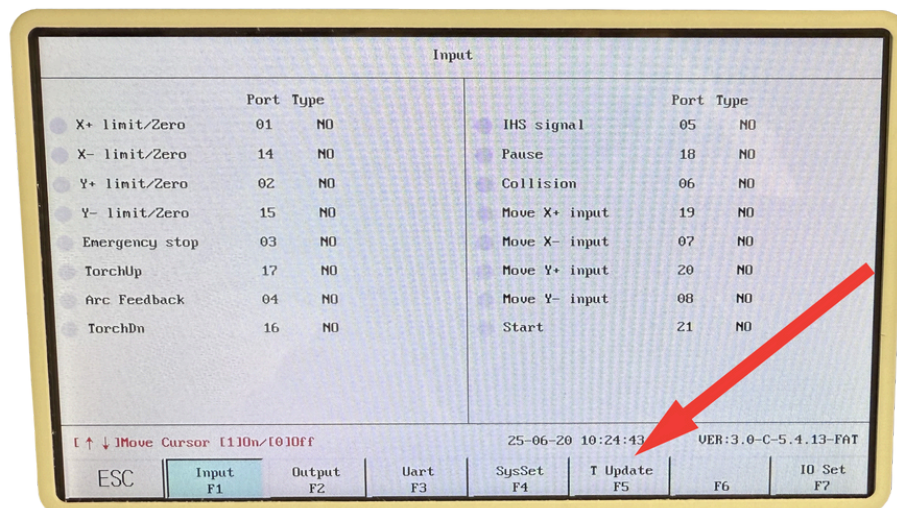 Input
Port Type
X+ limit/Zero 01 NO
X- limit/Zero 14 NO
Y+ limit/Zero 02 NO
Y- limit/Zero 15 NO
Emergency stop 03 NO
TorchUp 17 NO
Arc Feedback 04 NO
TorchDn 16 NO
Port Type
IHS signal 05 NO
Pause 18 NO
Collision 06 NO
Move X+ input 19 NO
Move X- input 07 NO
Move Y+ input 20 NO
Move Y- input 08 NO
Start 21 NO
[↑ ↓]Move Cursor [1]On/[0]Off 25-06-20 10:24:43 VER:3.0-C-5.4.13-FAT
ESC Input Output Uart SysSet T Update IO Set
F1 F2 F3 F4 F5 F6 F7